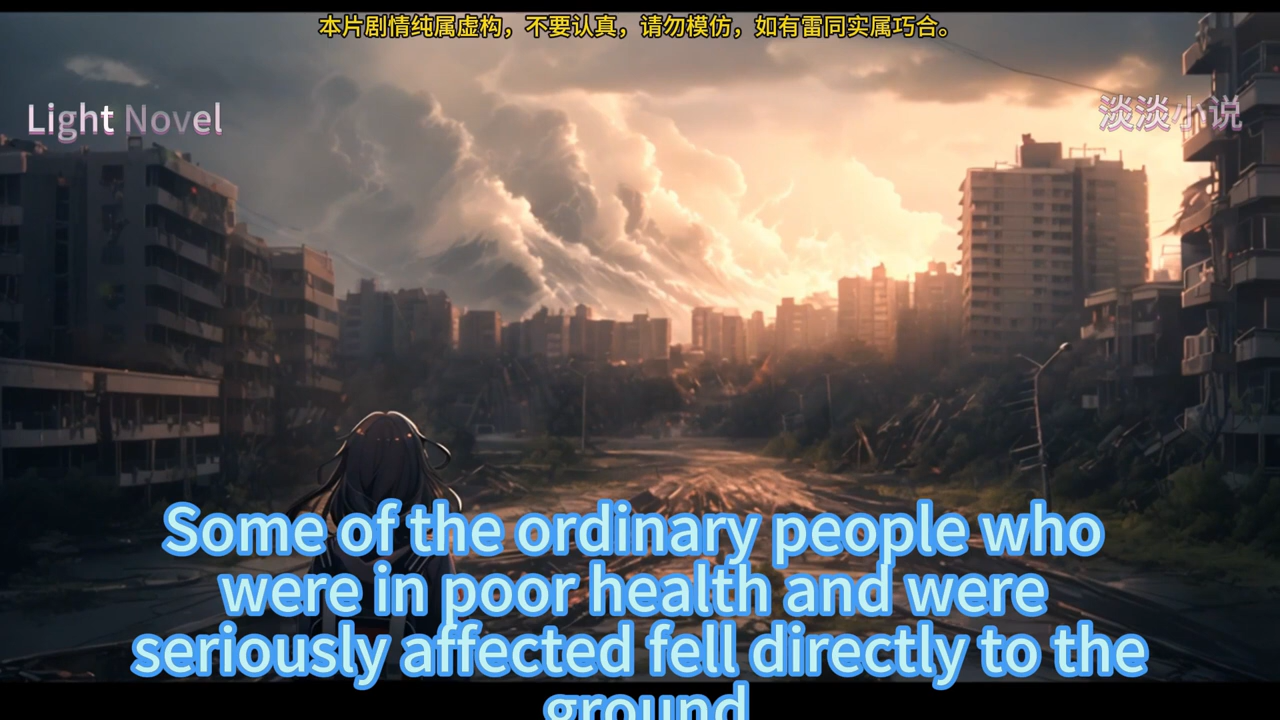 本片剧情纯属虚构，不要认真，请勿模仿，如有雷同实属巧合。
Light Novel
淡淡小说
Some of the ordinary people who
were in poor health and were
seriously affected fell directly to the
ground